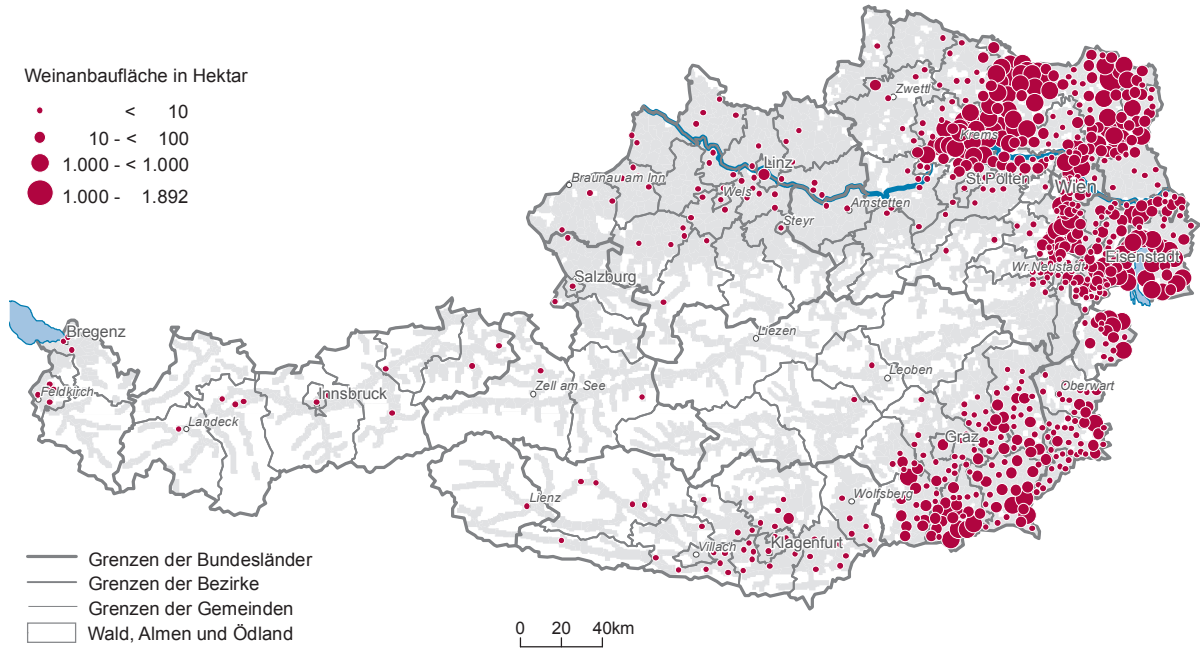 Weinanbaufläche in Hektar
< 10
10 - < 100
1.000 - < 1.000
1.000 - 1.892
Zwettl
Krems
Linz
St.Pölten
Wien
Braunau am Inn
Wels
Amstetten
Steyr
Eisenstadt
Wr.Neustadt
Salzburg
Bregenz
Liezen
Leoben
Oberwart
Feldkirch
Innsbruck
Zell am See
Landeck
Graz
Lienz
Wolfsberg
Villach
Klagenfurt
Grenzen der Bundesländer
Grenzen der Bezirke
Grenzen der Gemeinden
Wald, Almen und Ödland
0 20 40km